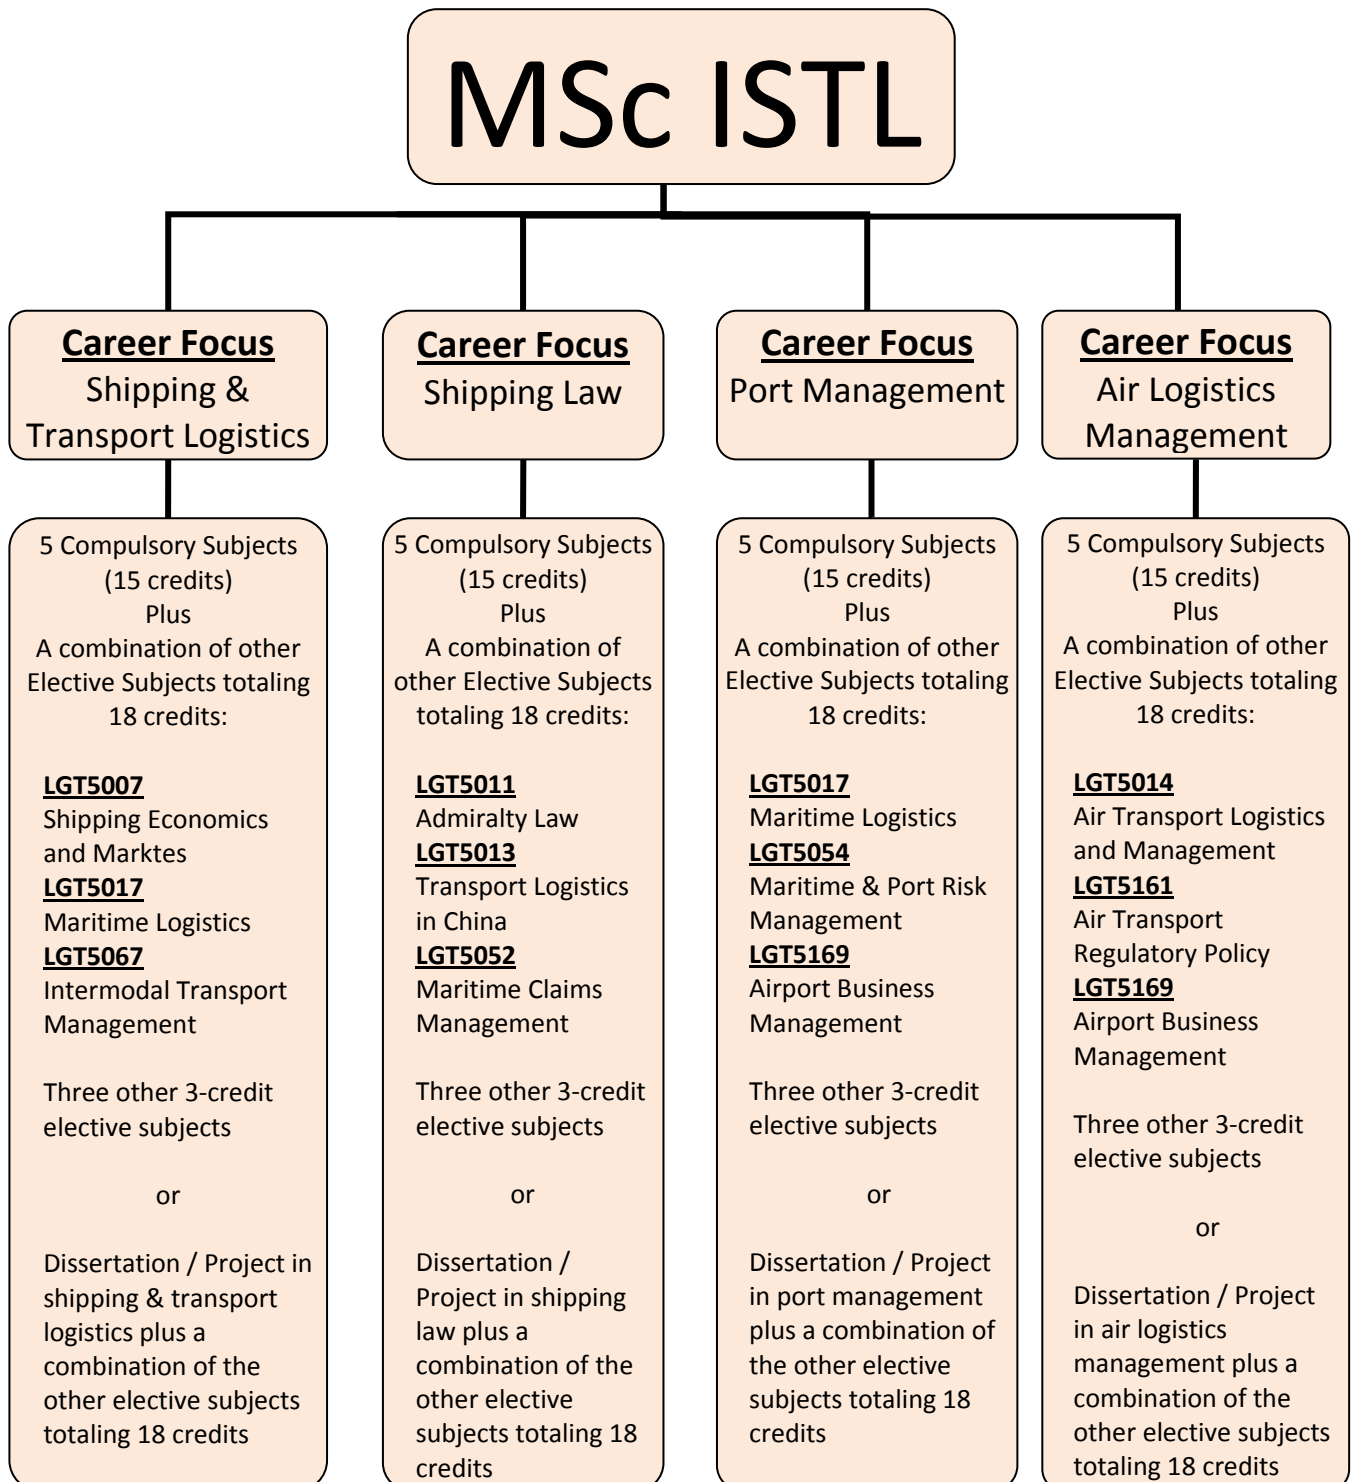 MSc ISTL
Career Focus
Shipping &
Transport Logistics
Career Focus
Shipping Law
Career Focus
Port Management
Career Focus
Air Logistics
Management
5 Compulsory Subjects
(15 credits)
Plus
A combination of other
Elective Subjects totaling
18 credits:
LGT5007
Shipping Economics
and Marktes
LGT5017
Maritime Logistics
LGT5067
Intermodal Transport
Management
Three other 3-credit
elective subjects
or
Dissertation / Project in
shipping & transport
logistics plus a
combination of the
other elective subjects
totaling 18 credits
5 Compulsory Subjects
(15 credits)
Plus
A combination of
other Elective Subjects
totaling 18 credits:
LGT5011
Admiralty Law
LGT5013
Transport Logistics
in China
LGT5052
Maritime Claims
Management
Three other 3-credit
elective subjects
or
Dissertation /
Project in shipping
law plus a
combination of the
other elective
subjects totaling 18
credits
5 Compulsory Subjects
(15 credits)
Plus
A combination of other
Elective Subjects totaling
18 credits:
LGT5017
Maritime Logistics
LGT5054
Maritime & Port Risk
Management
LGT5169
Airport Business
Management
Three other 3-credit
elective subjects
or
Dissertation / Project
in port management
plus a combination of
the other elective
subjects totaling 18
credits
5 Compulsory Subjects
(15 credits)
Plus
A combination of other
Elective Subjects totaling
18 credits:
LGT5014
Air Transport Logistics
and Management
LGT5161
Air Transport
Regulatory Policy
LGT5169
Airport Business
Management
Three other 3-credit
elective subjects
or
Dissertation / Project
in air logistics
management plus a
combination of the
other elective subjects
totaling 18 credits